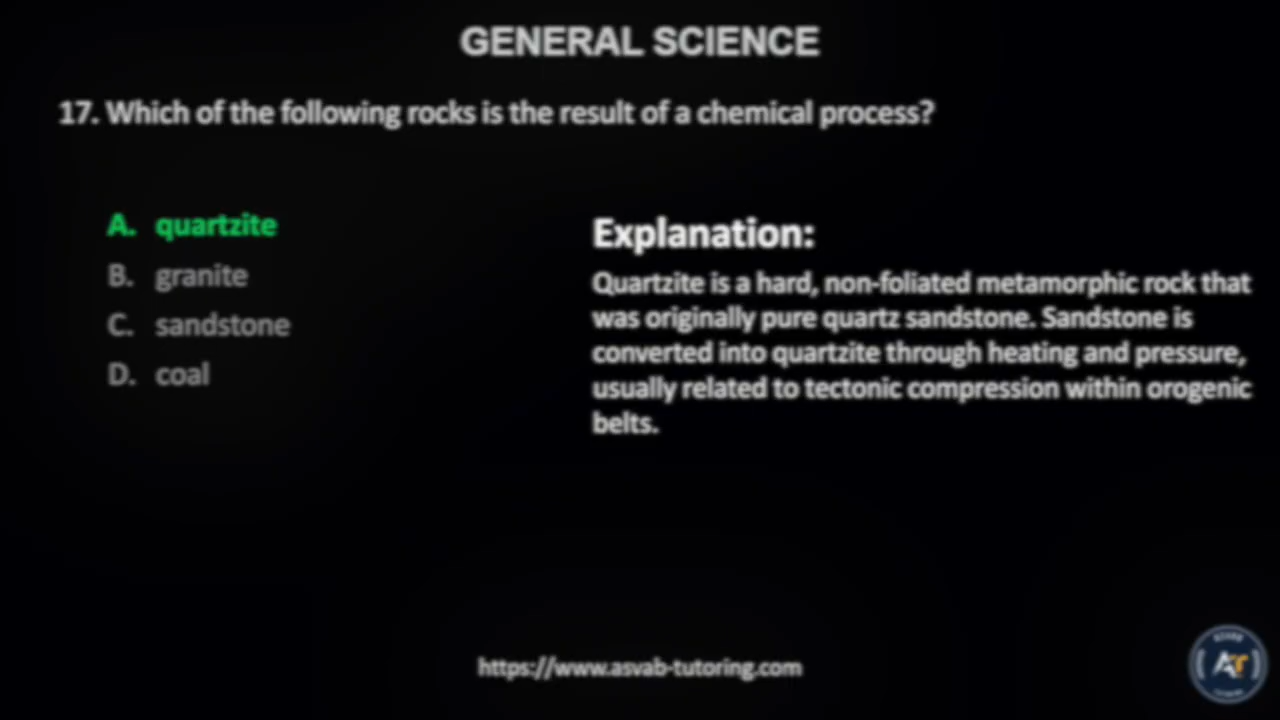 GENERAL SCIENCE
17. Which of the following rocks is the result of a chemical process?
A. quartzite
B. granite
C. sandstone
D. coal
Explanation:
Quartzite is a hard, non-foliated metamorphic rock that
was originally pure quartz sandstone. Sandstone is
converted into quartzite through heating and pressure,
usually related to tectonic compression within orogenic
belts.
https://www.asvab-tutoring.com